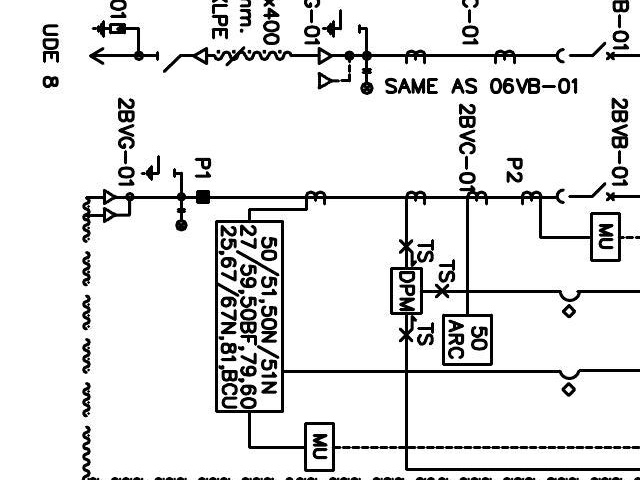 01
x400
mm.
XLPE
G-01
C-01
B-01
UDE 8
SAME AS 06VB-01
2BVG-01
P1
2BVC-01
P2
2BVB-01
MU
TS
TS
DPM
TS
50
ARC
50/51,50N/51N
27/59,50BF,79,60
25,67/67N,81,BCU
MU